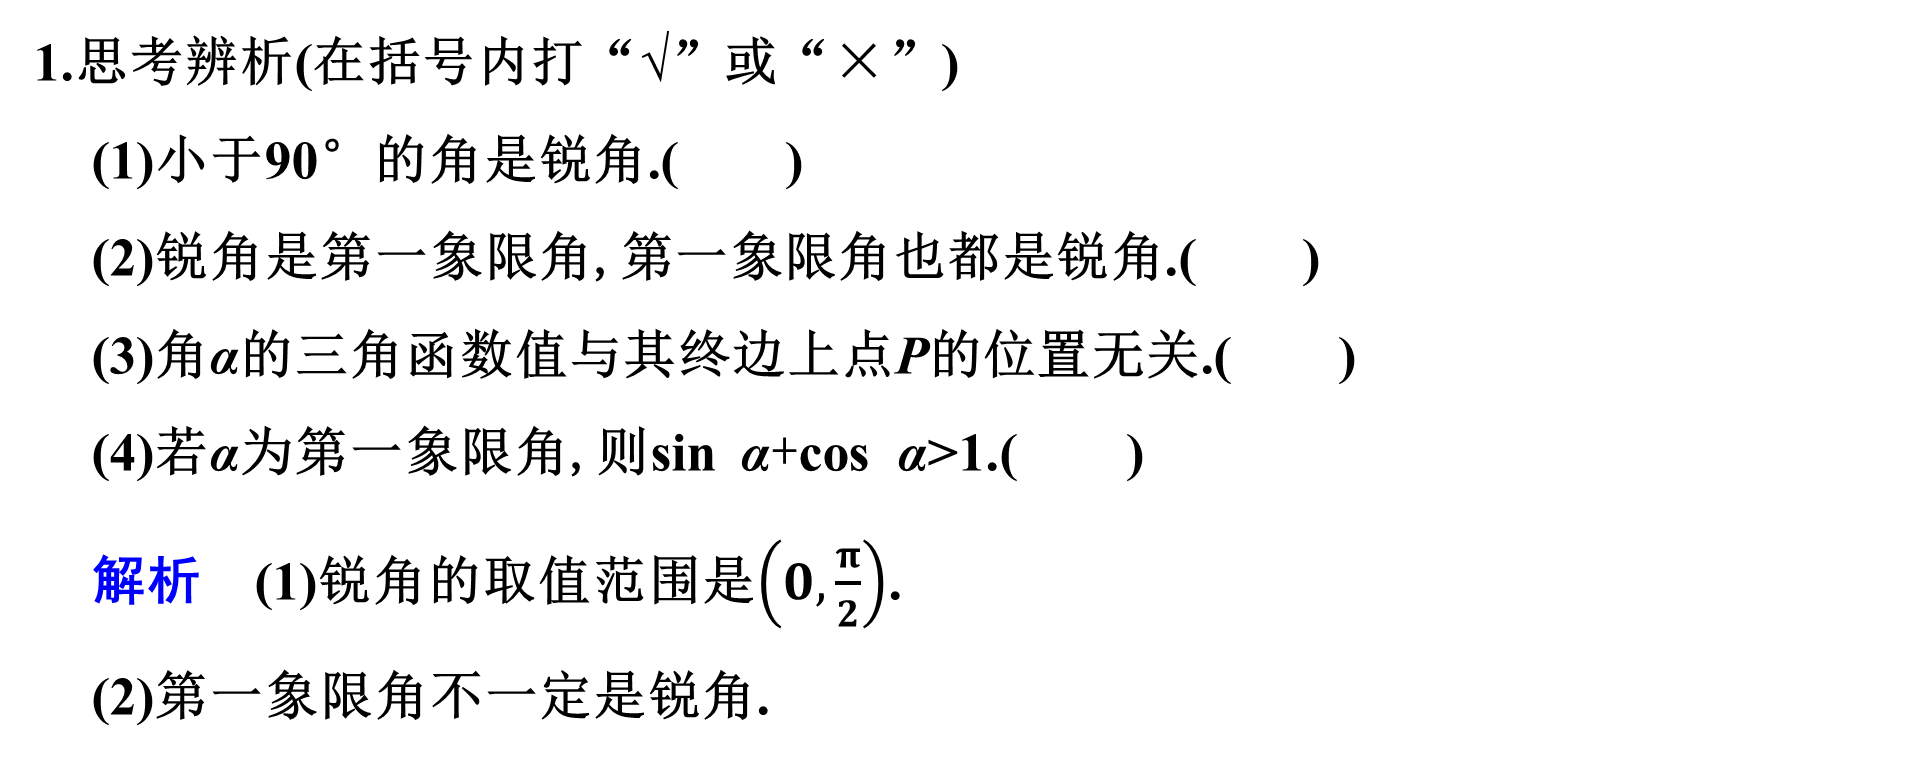 1.思考辨析(在括号内打“√”或“×”)
(1)小于90°的角是锐角.(  )
(2)锐角是第一象限角,第一象限角也都是锐角.(  )
(3)角α的三角函数值与其终边上点P的位置无关.(  )
(4)若α为第一象限角,则sin α+cos α>1.(  )
解析 (1)锐角的取值范围是(0,π/2).
(2)第一象限角不一定是锐角.